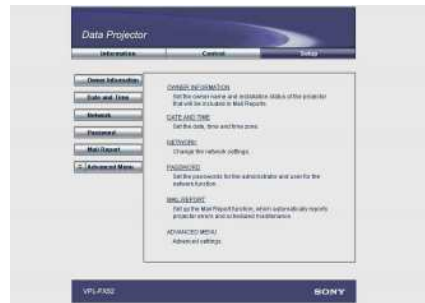 Data Projector
Information Control Setup
Owner Information
Date and Time
Network
Password
Mail Report
Advanced Menu
OWNER INFORMATION
Set the owner name and installation status of the projector
that will be included in Mail Reports.
DATE AND TIME
Set the date, time and time zone.
NETWORK
Change the network settings.
PASSWORD
Set the passwords for the administrator and user for the
network function.
MAIL REPORT
Set up the Mail Report function, which automatically reports
projector errors and scheduled maintenance.
ADVANCED MENU
Advanced settings.
SONY